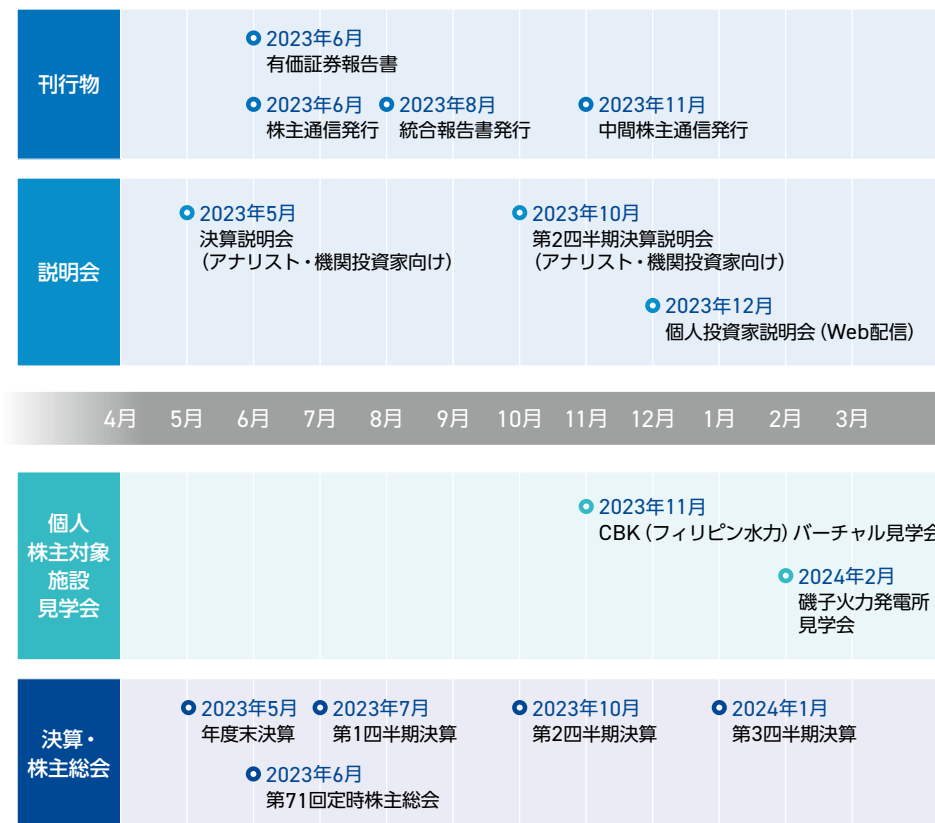 刊行物
2023年6月
有価証券報告書
2023年6月
株主通信発行
2023年8月
統合報告書発行
2023年11月
中間株主通信発行
説明会
2023年5月
決算説明会
(アナリスト・機関投資家向け)
2023年10月
第2四半期決算説明会
(アナリスト・機関投資家向け)
2023年12月
個人投資家説明会(Web配信)
4月 5月 6月 7月 8月 9月 10月 11月 12月 1月 2月 3月
個人
株主対象
施設
見学会
2023年11月
CBK(フィリピン水力)バーチャル見学会
2024年2月
磯子火力発電所
見学会
決算・
株主総会
2023年5月
年度末決算
2023年7月
第1四半期決算
2023年10月
第2四半期決算
2024年1月
第3四半期決算
2023年6月
第71回定時株主総会